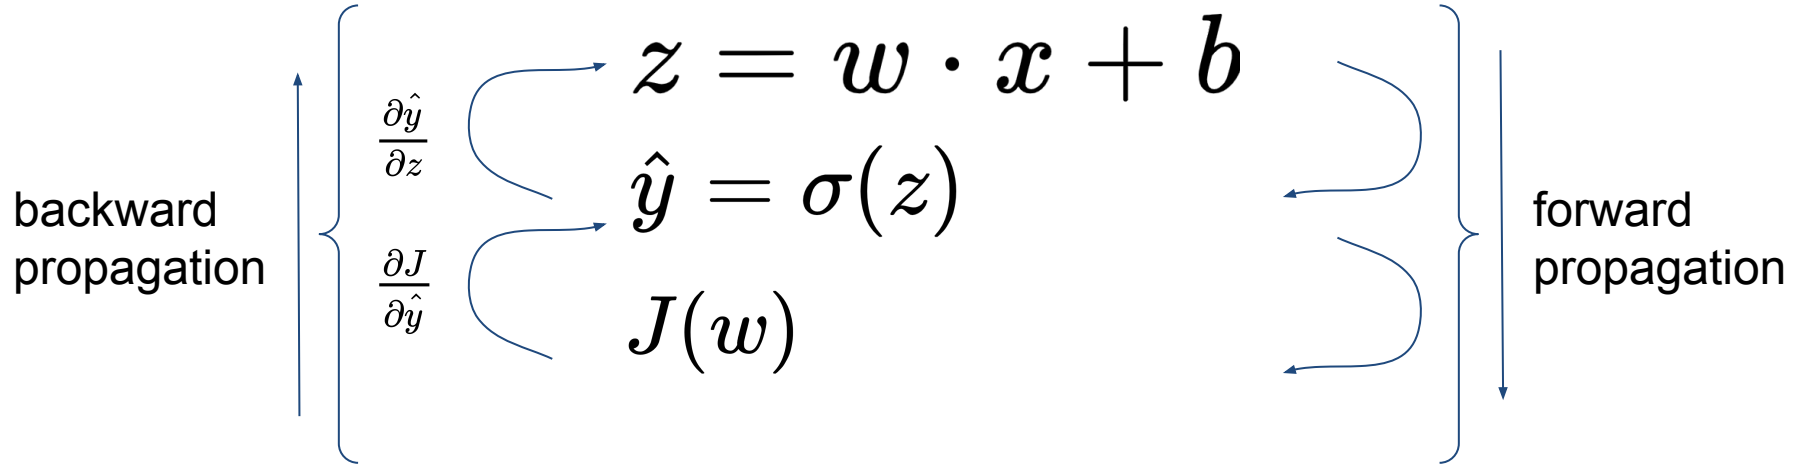 z = w · x + b
∂ŷ/∂z
ŷ = σ(z)
backward
propagation
∂J/∂ŷ
J(w)
forward
propagation